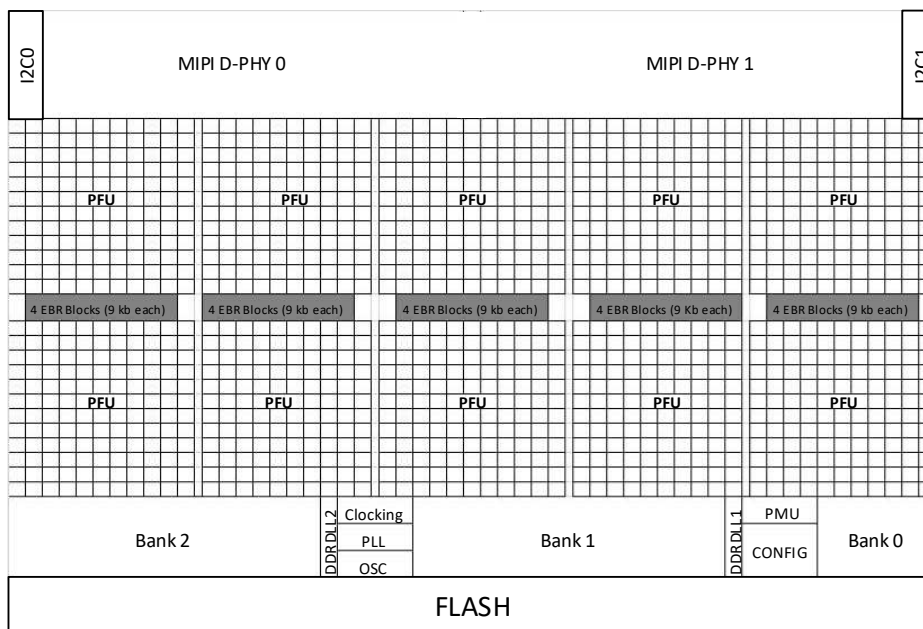 I2C0
MIPI D-PHY 0
MIPI D-PHY 1
I2C1
PFU
PFU
PFU
PFU
PFU
4 EBR Blocks (9 kb each)
4 EBR Blocks (9 kb each)
4 EBR Blocks (9 kb each)
4 EBR Blocks (9 Kb each)
4 EBR Blocks (9 kb each)
PFU
PFU
PFU
PFU
PFU
Bank 2
DDRDLL2
Clocking
PLL
OSC
Bank 1
DDRDLL1
PMU
CONFIG
Bank 0
FLASH